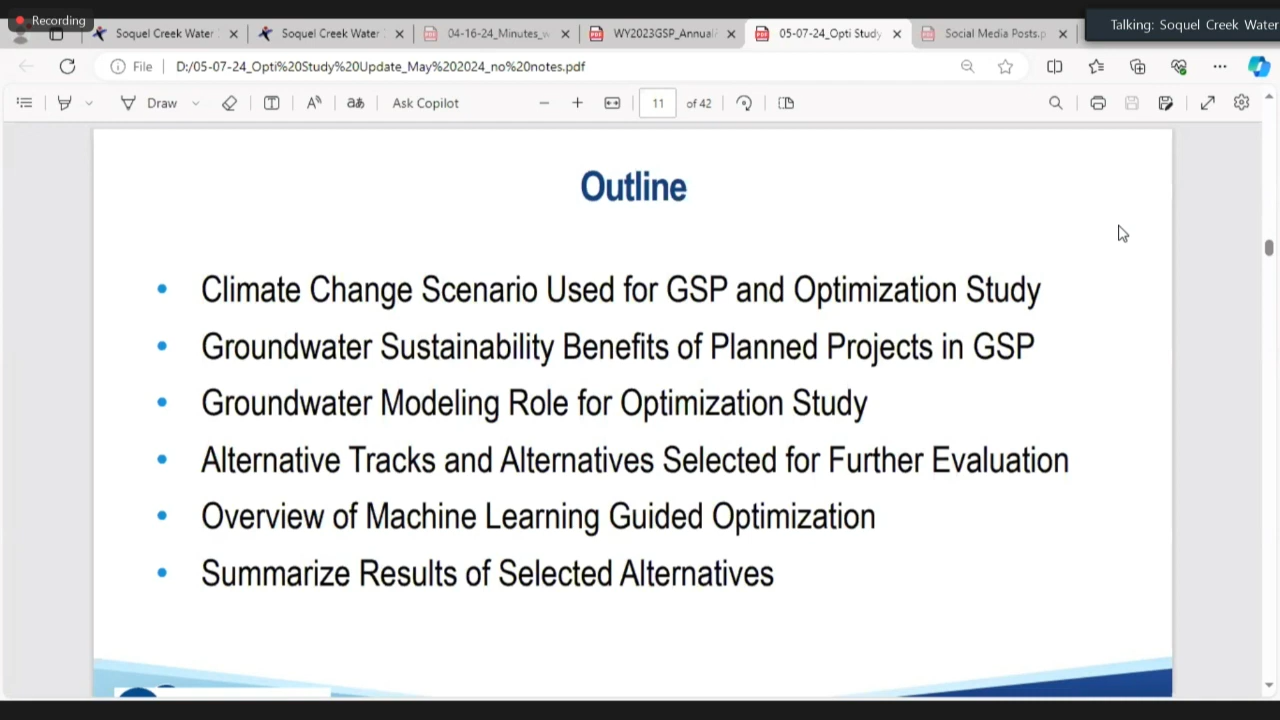 Recording
Talking: Soquel Creek Water
Soquel Creek Water
Soquel Creek Water
04-16-24_Minutes_w
WY2023GSP_Annual
05-07-24_Opti Study
Social Media Posts.p
File
D:/05-07-24_Opti%20Study%20Update_May%202024_no%20notes.pdf
Draw
Ask Copilot
11 of 42
Outline
• Climate Change Scenario Used for GSP and Optimization Study
• Groundwater Sustainability Benefits of Planned Projects in GSP
• Groundwater Modeling Role for Optimization Study
• Alternative Tracks and Alternatives Selected for Further Evaluation
• Overview of Machine Learning Guided Optimization
• Summarize Results of Selected Alternatives